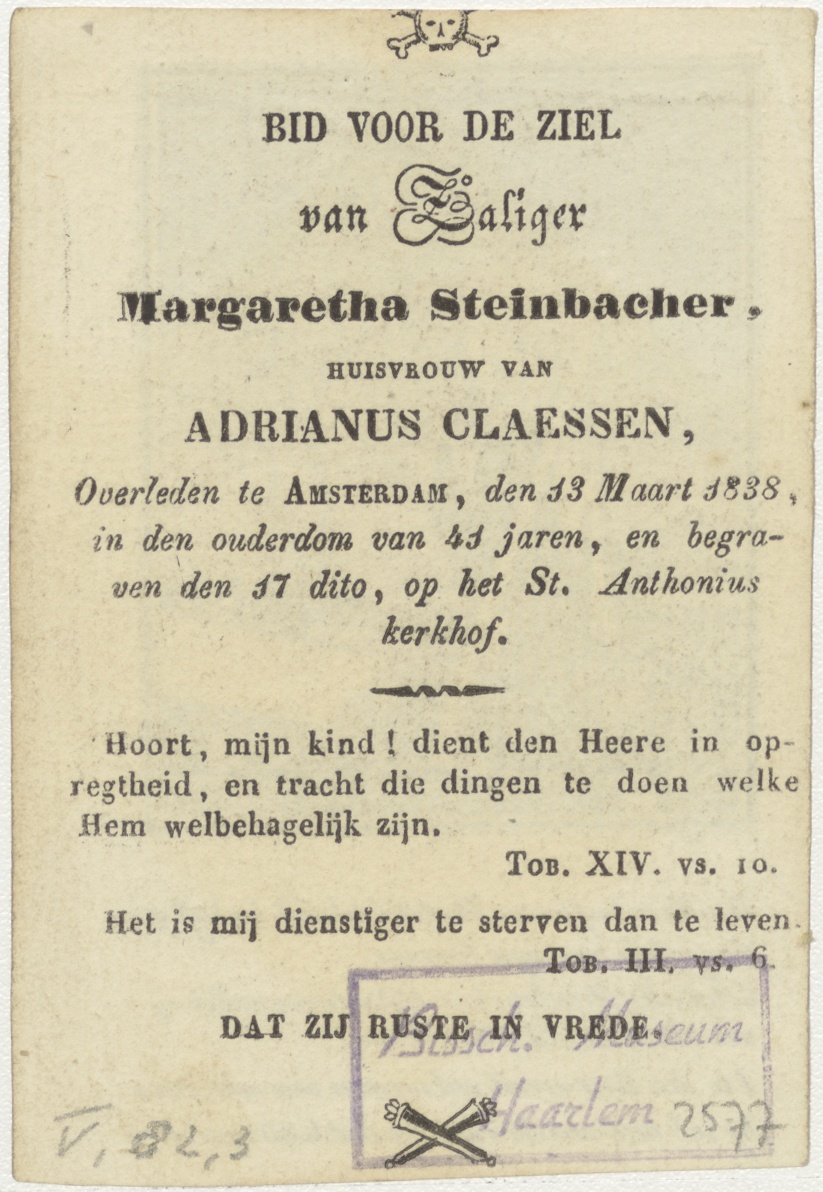 BID VOOR DE ZIEL
van Zaliger
Margaretha Steinbacher,
HUISVROUW VAN
ADRIANUS CLAESSEN,
Overleden te AMSTERDAM, den 13 Maart 1838,
in den ouderdom van 41 jaren, en begra-
ven den 17 dito, op het St. Anthonius
kerkhof.
Hoort, mijn kind! dient den Heere in op-
regtheid, en tracht die dingen te doen welke
Hem welbehagelijk zijn.
TOB. XIV. vs. 10.
Het is mij dienstiger te sterven dan te leven.
TOB. III. vs. 6.
DAT ZIJ RUSTE IN VREDE.
Bissch. Museum
Haarlem 2577
V, 82,3